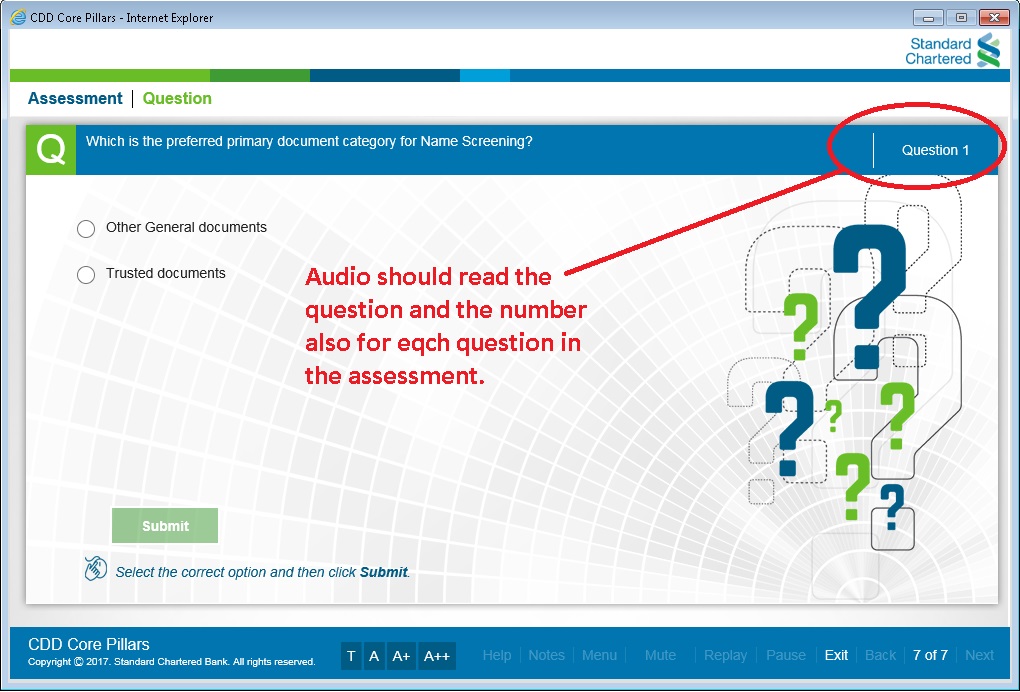 CDD Core Pillars - Internet Explorer
Standard
Chartered
Assessment | Question
Q
Which is the preferred primary document category for Name Screening?
Question 1
Other General documents
Trusted documents
Audio should read the
question and the number
also for eqch question in
the assessment.
Submit
Select the correct option and then click Submit.
CDD Core Pillars
Copyright © 2017. Standard Chartered Bank. All rights reserved.
T A A+ A++ Help Notes Menu Mute Replay Pause Exit Back 7 of 7 Next